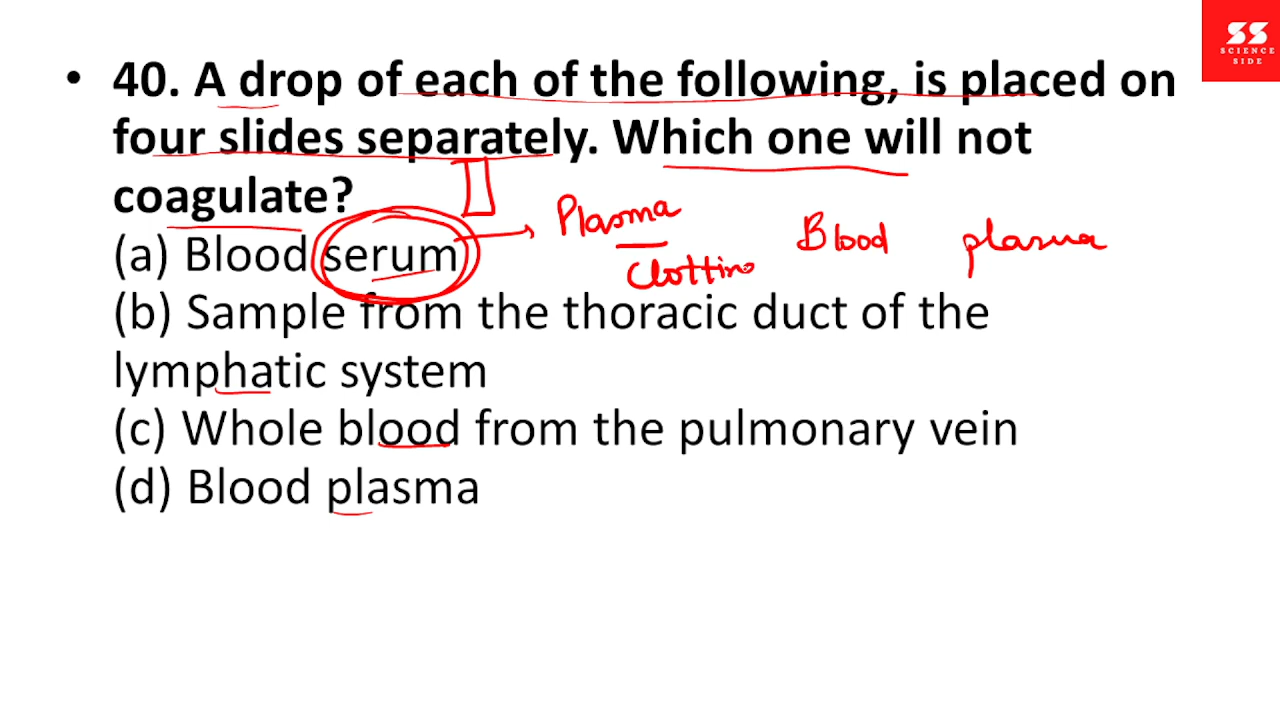 SS
SCIENCE
SIDE
• 40. A drop of each of the following, is placed on
four slides separately. Which one will not
coagulate?
Plasma
Blood plasma
(a) Blood serum
Clotting
(b) Sample from the thoracic duct of the
lymphatic system
(c) Whole blood from the pulmonary vein
(d) Blood plasma